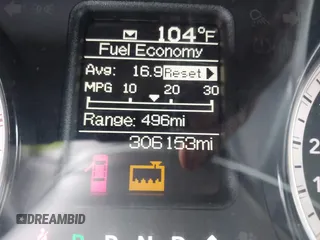 104°F
Fuel Economy
Avg: 16.9 Reset
MPG 10 20 30
Range: 496mi
306153mi
P R N D
DREAMBID